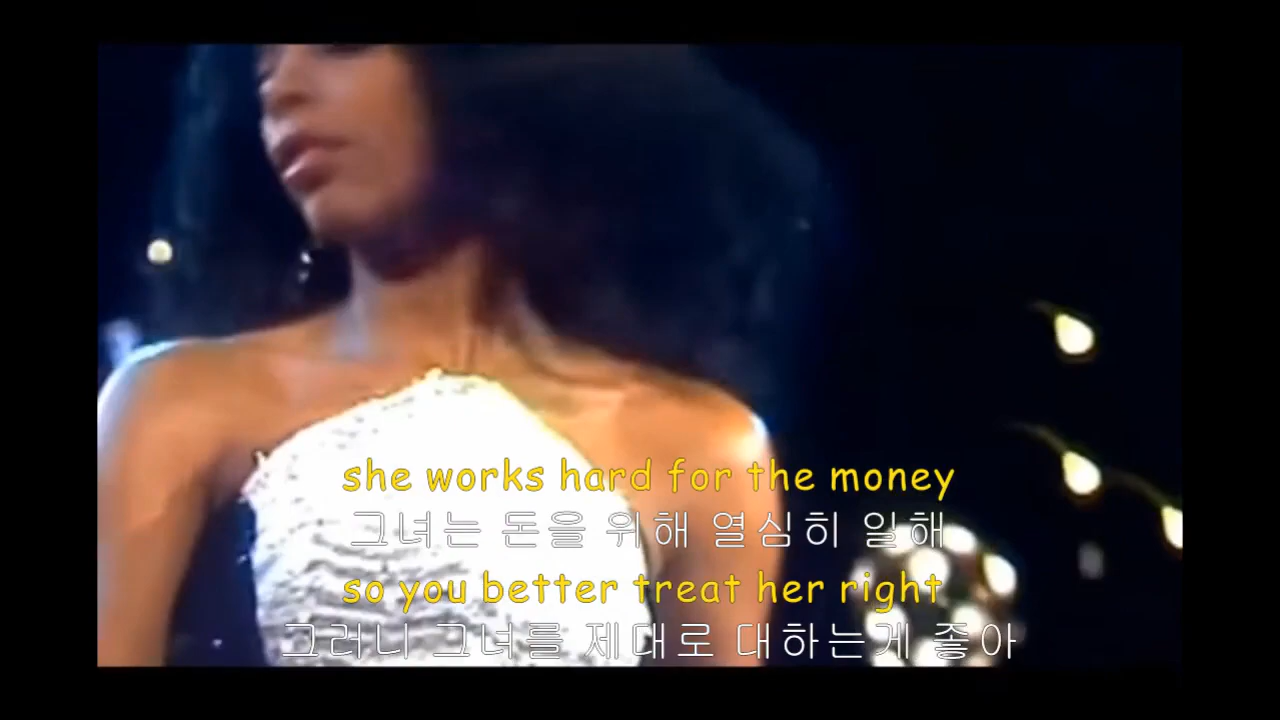 she works hard for the money
그녀는 돈을 위해 열심히 일해
so you better treat her right
그러니 그녀를 제대로 대하는게 좋아